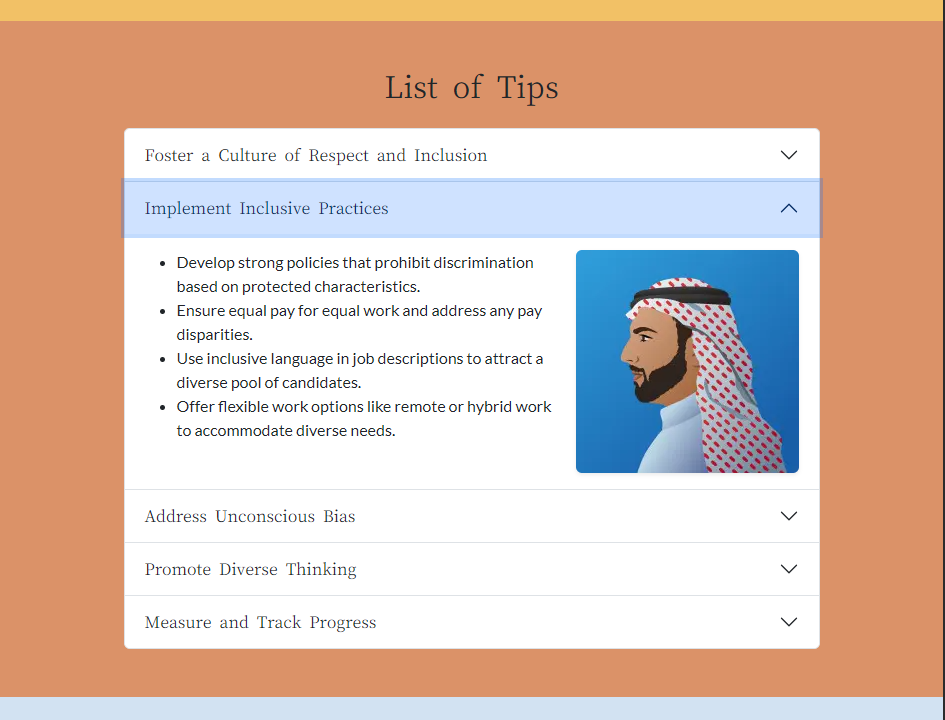 List of Tips
Foster a Culture of Respect and Inclusion
Implement Inclusive Practices
Develop strong policies that prohibit discrimination
based on protected characteristics.
Ensure equal pay for equal work and address any pay
disparities.
Use inclusive language in job descriptions to attract a
diverse pool of candidates.
Offer flexible work options like remote or hybrid work
to accommodate diverse needs.
Address Unconscious Bias
Promote Diverse Thinking
Measure and Track Progress